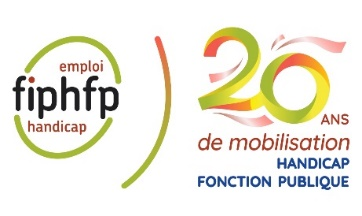 emploi
fiphfp
handicap
20 ANS
de mobilisation
HANDICAP
FONCTION PUBLIQUE